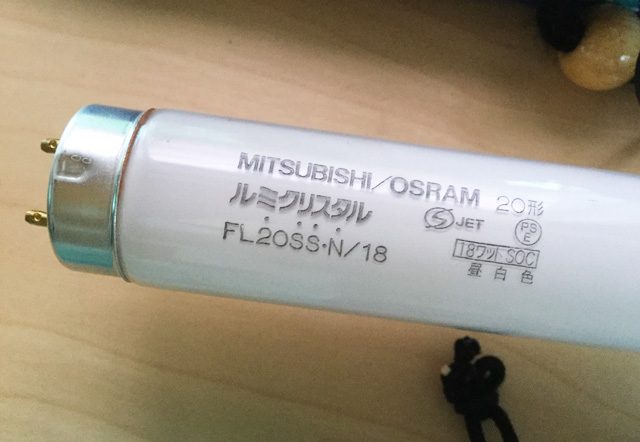 MITSUBISHI/OSRAM 20形
ルミクリスタル
S JET
PS
E
FL20SS・N/18
18ワット SOC
昼白色